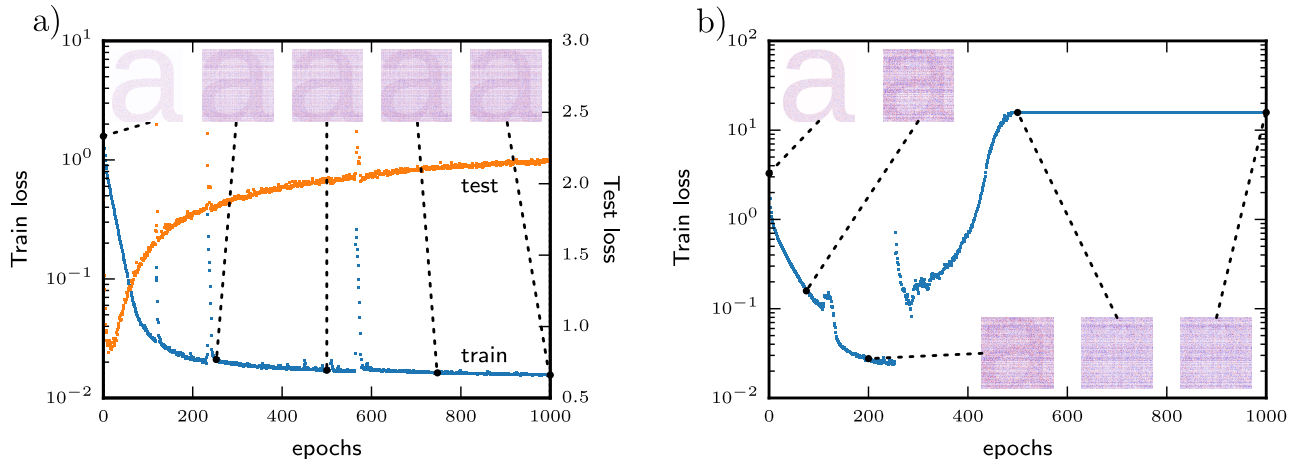 a)
b)
10^1
10^0
10^−1
10^−2
Train loss
a a a a a
3.0
2.5
2.0
1.5
1.0
0.5
Test loss
test
train
0 200 400 600 800 1000
epochs
10^2
10^1
10^0
10^−1
10^−2
Train loss
a a
0 200 400 600 800 1000
epochs